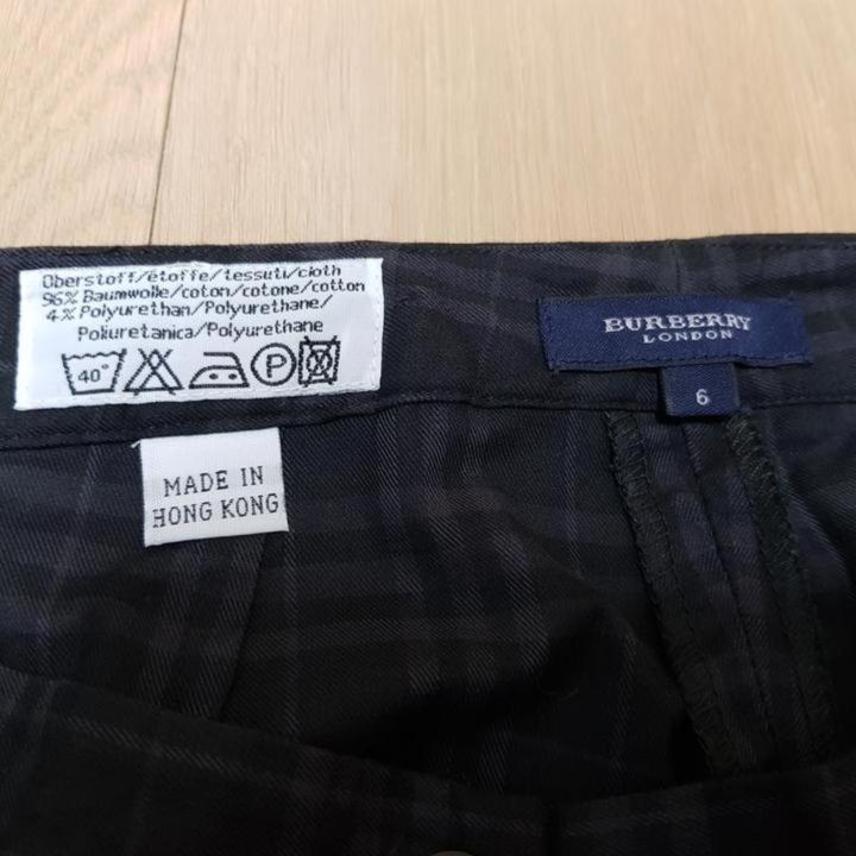 Oberstoff/étoffe/tessuti/cloth
96% Baumwolle/coton/cotone/cotton
4% Polyurethan/Polyurethane/
Poliuretanica/Polyurethane
40°
P
BURBERRY
LONDON
6
MADE IN
HONG KONG